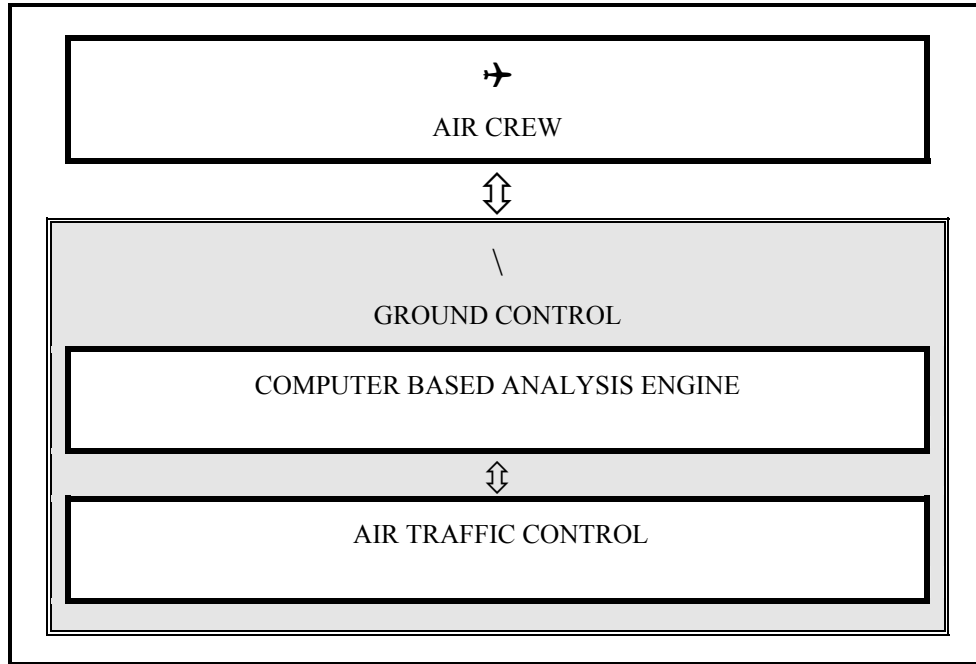 ✈
AIR CREW
⇕
\
GROUND CONTROL
COMPUTER BASED ANALYSIS ENGINE
⇕
AIR TRAFFIC CONTROL